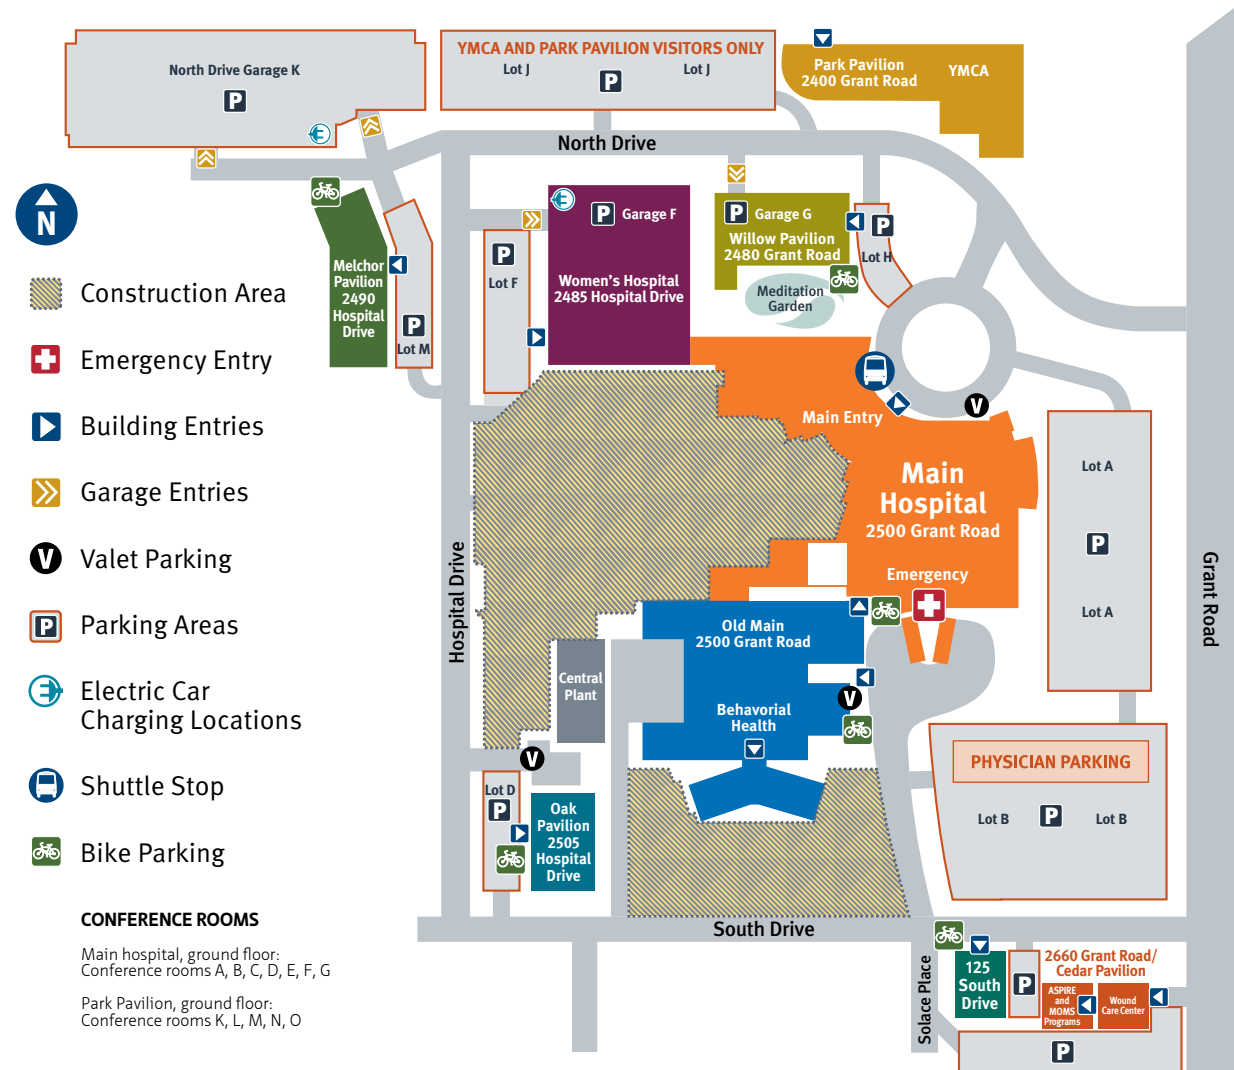 YMCA AND PARK PAVILION VISITORS ONLY
Lot J
Lot J
P
North Drive Garage K
P
Park Pavilion
2400 Grant Road
YMCA
North Drive
N
Garage F
P
Women's Hospital
2485 Hospital Drive
P
Garage G
Willow Pavilion
2480 Grant Road
P
Lot H
Meditation
Garden
Melchor
Pavilion
2490
Hospital
Drive
P
Lot M
P
Lot F
Construction Area
Emergency Entry
Building Entries
Garage Entries
V
Valet Parking
P
Parking Areas
Electric Car
Charging Locations
Shuttle Stop
Bike Parking
Main Entry
V
Main
Hospital
2500 Grant Road
Emergency
Lot A
P
Lot A
Hospital Drive
Grant Road
Old Main
2500 Grant Road
Central
Plant
Behavorial
Health
V
V
PHYSICIAN PARKING
Lot B
P
Lot B
Lot D
P
Oak
Pavilion
2505
Hospital
Drive
CONFERENCE ROOMS
Main hospital, ground floor:
Conference rooms A, B, C, D, E, F, G
Park Pavilion, ground floor:
Conference rooms K, L, M, N, O
South Drive
Solace Place
125
South
Drive
P
2660 Grant Road/
Cedar Pavilion
ASPIRE
and
MOMS
Programs
Wound
Care Center
P